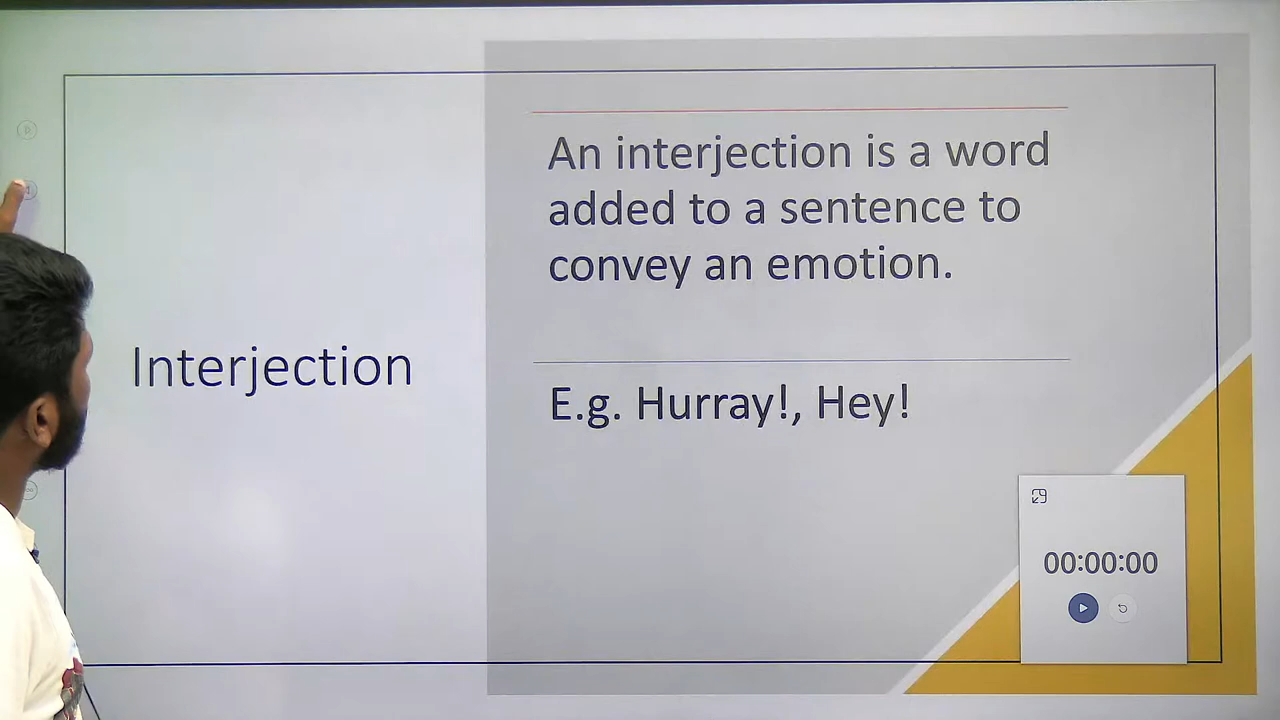 An interjection is a word
added to a sentence to
convey an emotion.
Interjection
E.g. Hurray!, Hey!
00:00:00